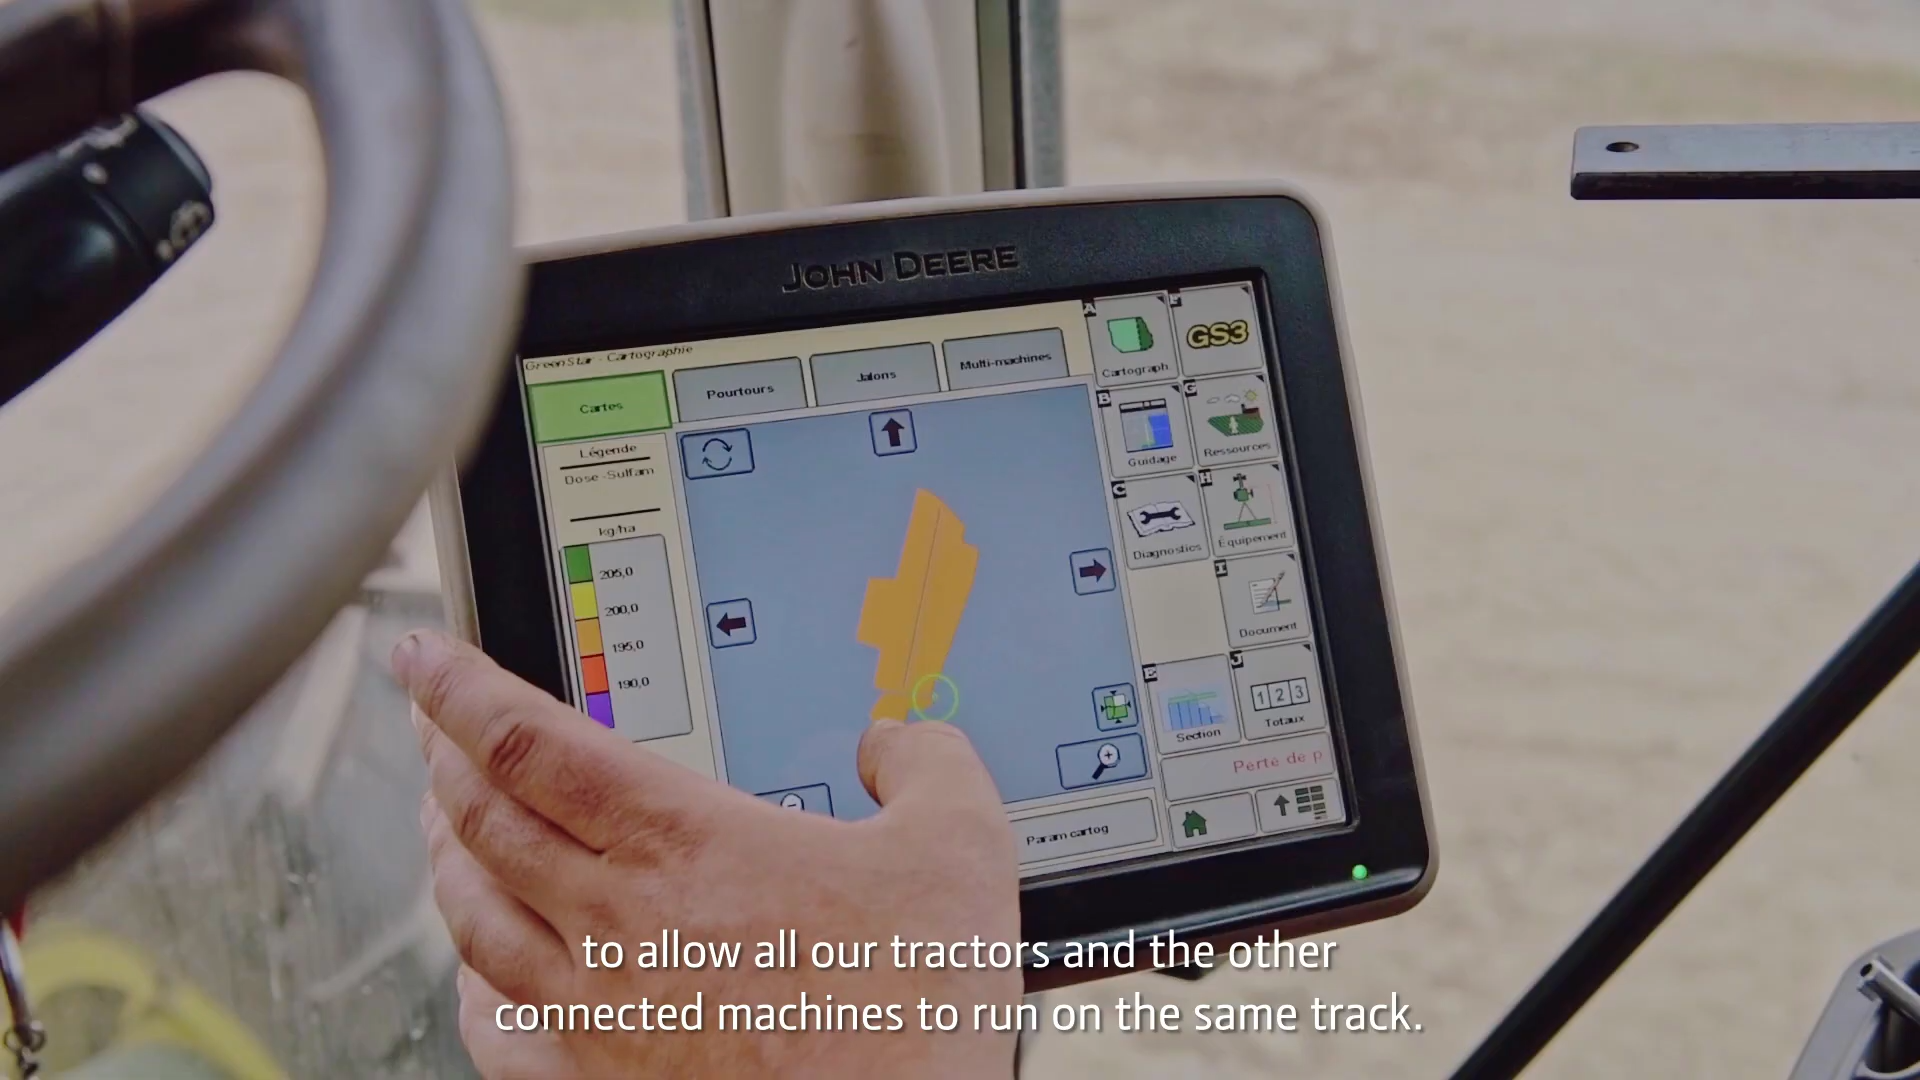 JOHN DEERE
GreenStar - Cartographie
Cartes
Pourtours
Jalons
Multi-machines
Légende
Dose-Sulfam
kg/ha
205,0
200,0
195,0
190,0
A
Cartograph.
F
GS3
B
Guidage
G
Ressources
C
Diagnostics
H
Équipement
I
Document
E
Section
J
1 2 3
Totaux
Perte de p
Param cartog
to allow all our tractors and the other
connected machines to run on the same track.